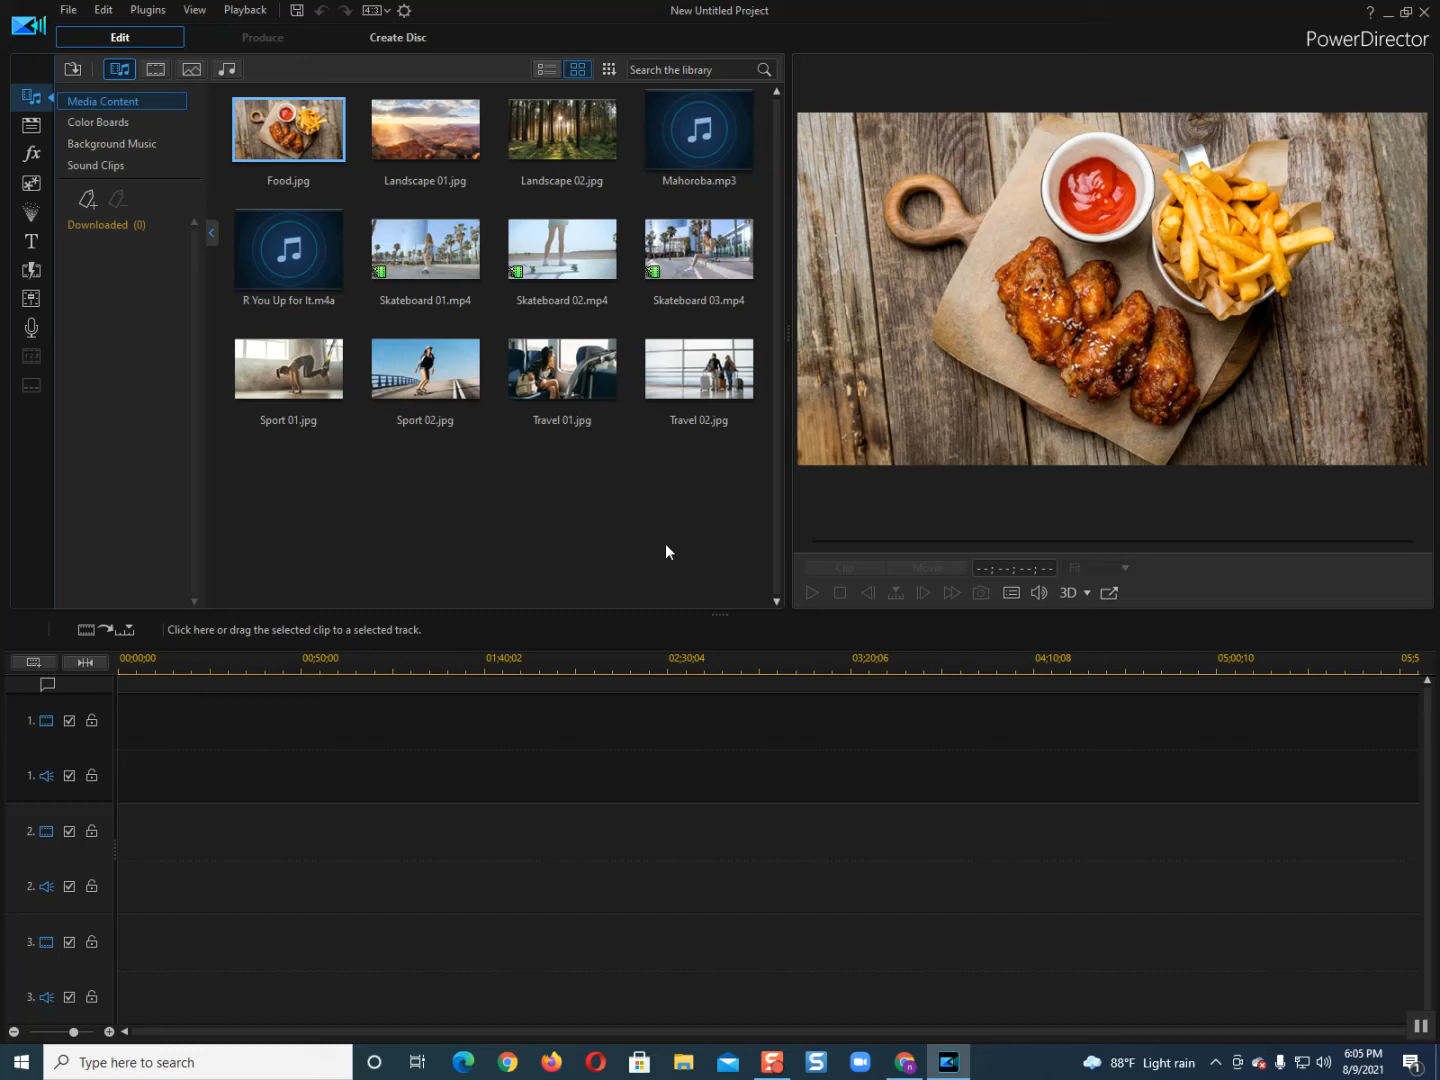 File Edit Plugins View Playback 4:3 New Untitled Project ?
Edit Produce Create Disc PowerDirector
Search the library
Media Content
Color Boards
Background Music
Sound Clips
Downloaded (0)
Food.jpg Landscape 01.jpg Landscape 02.jpg Mahoroba.mp3
R You Up for It.m4a Skateboard 01.mp4 Skateboard 02.mp4 Skateboard 03.mp4
Sport 01.jpg Sport 02.jpg Travel 01.jpg Travel 02.jpg
Clip Movie --;--;--;-- Fit
3D
Click here or drag the selected clip to a selected track.
00;00;00 00;50;00 01;40;02 02;30;04 03;20;06 04;10;08 05;00;10 05;5
1.
1.
2.
2.
3.
3.
Type here to search
88°F Light rain
6:05 PM
8/9/2021